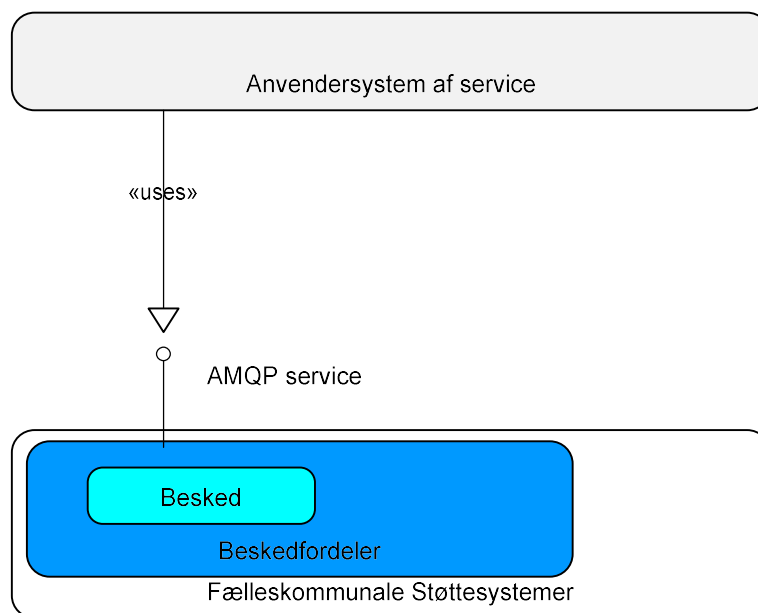 Anvendersystem af service
«uses»
AMQP service
Besked
Beskedfordeler
Fælleskommunale Støttesystemer